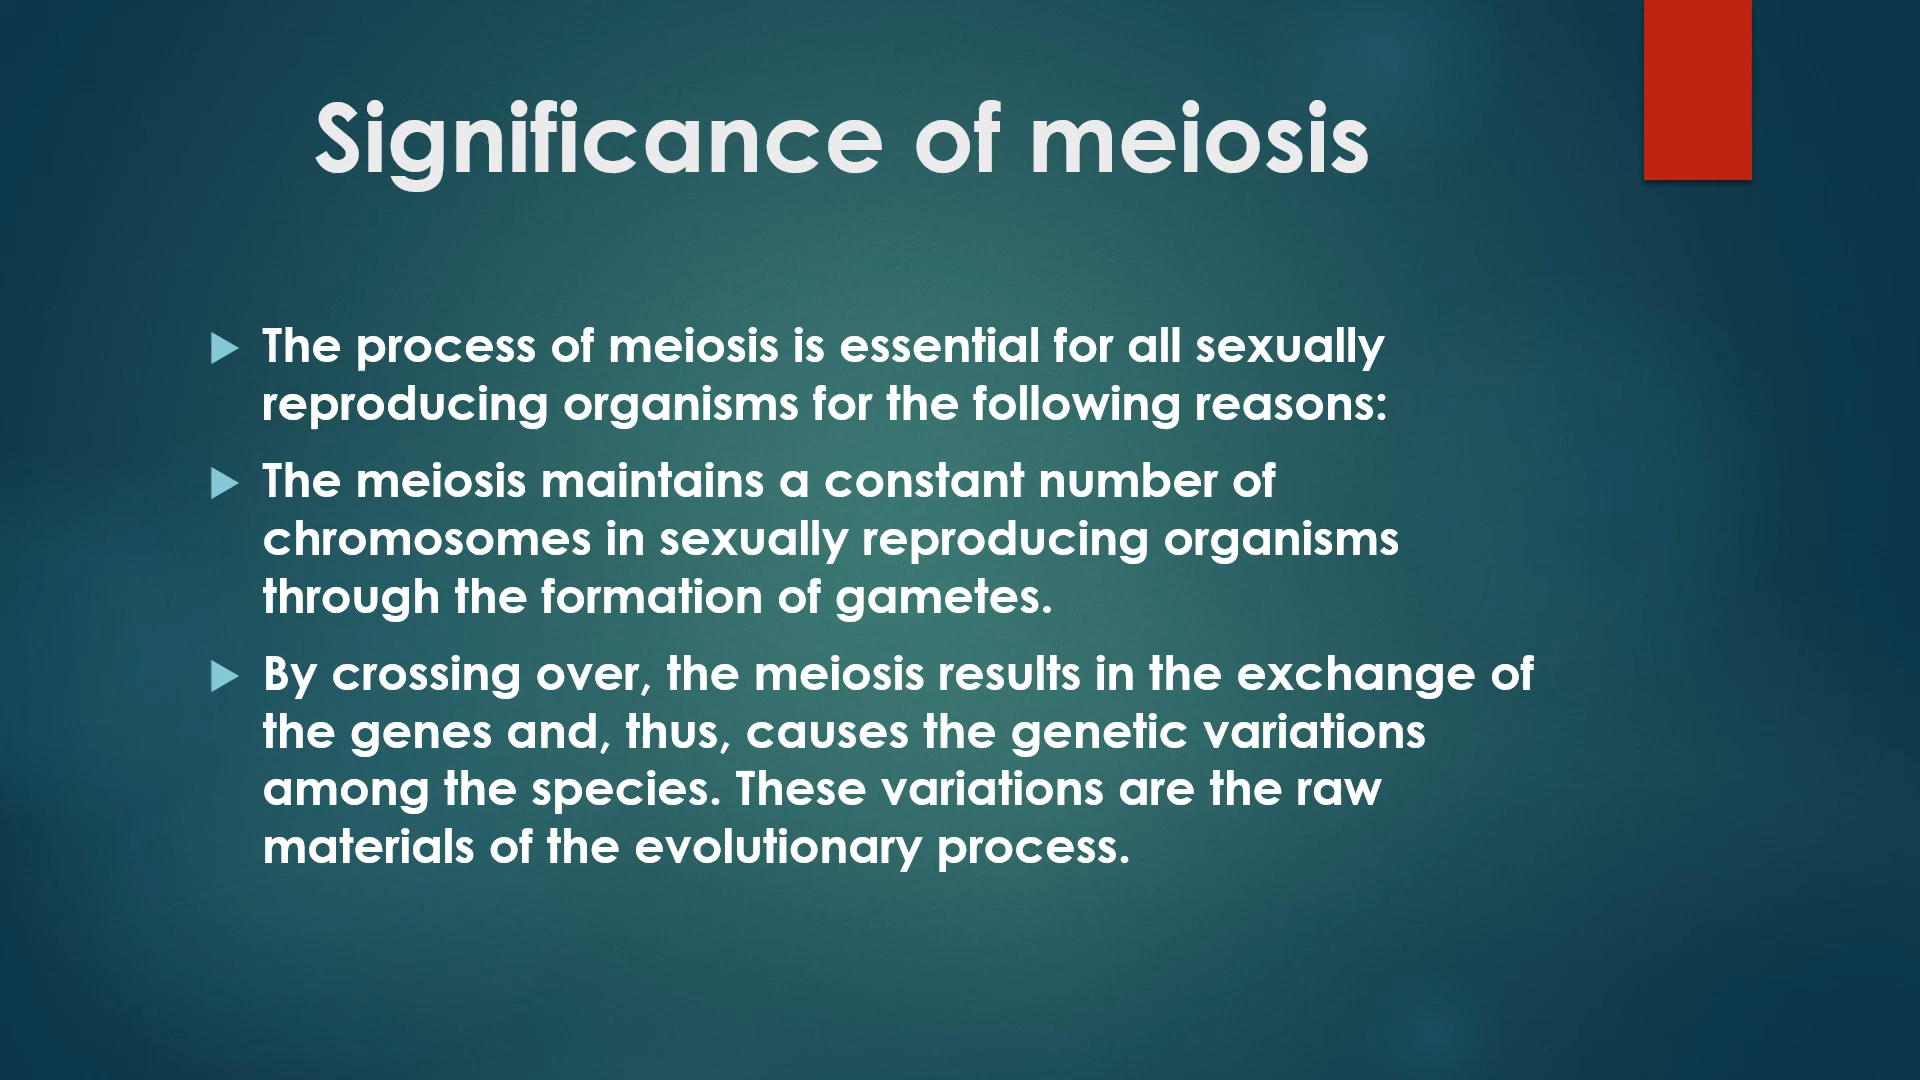 Significance of meiosis
The process of meiosis is essential for all sexually
reproducing organisms for the following reasons:
The meiosis maintains a constant number of
chromosomes in sexually reproducing organisms
through the formation of gametes.
By crossing over, the meiosis results in the exchange of
the genes and, thus, causes the genetic variations
among the species. These variations are the raw
materials of the evolutionary process.